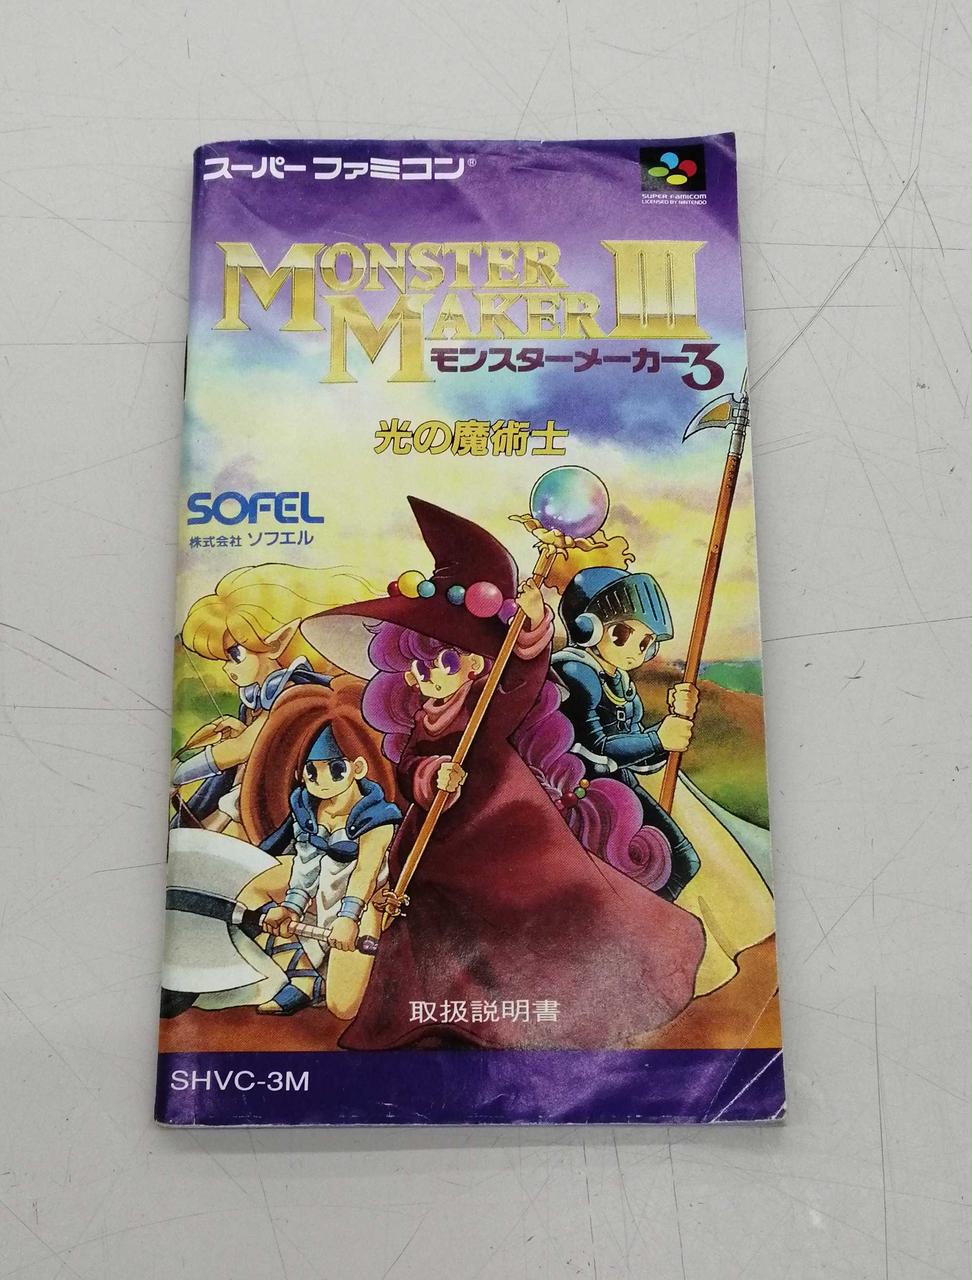 スーパーファミコン®
SUPER FAMICOM
LICENSED BY NINTENDO
MONSTER
MAKER III
モンスターメーカー3
光の魔術士
SOFEL
株式会社 ソフエル
取扱説明書
SHVC-3M